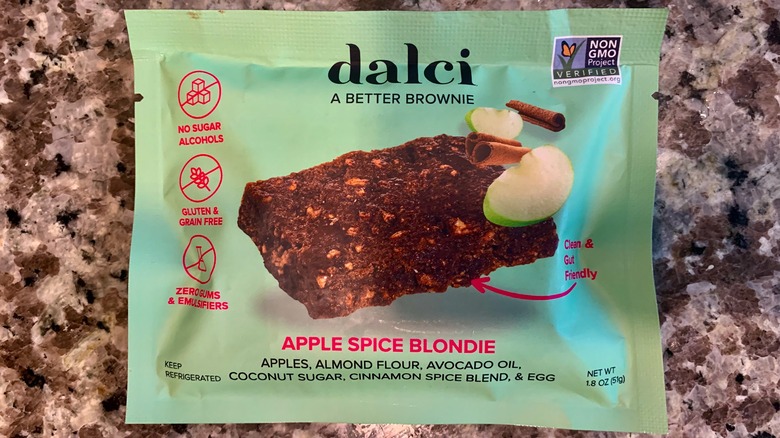 dalci
A BETTER BROWNIE
NON
GMO
Project
VERIFIED
nongmoproject.org
NO SUGAR
ALCOHOLS
GLUTEN &
GRAIN FREE
ZERO GUMS
& EMULSIFIERS
Clean &
Gut
Friendly
APPLE SPICE BLONDIE
APPLES, ALMOND FLOUR, AVOCADO OIL,
COCONUT SUGAR, CINNAMON SPICE BLEND, & EGG
KEEP
REFRIGERATED
NET WT
1.8 OZ (51g)